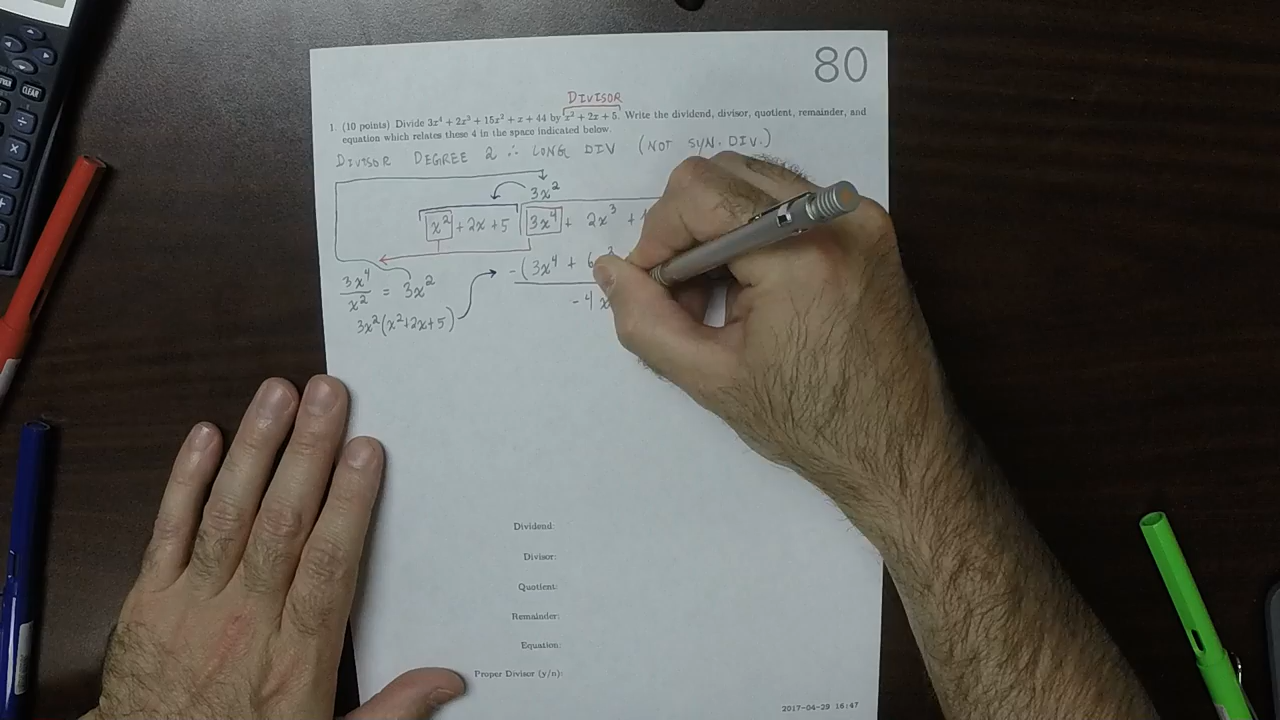 80
DIVISOR
1. (10 points) Divide 3x⁴ + 2x³ + 15x² + x + 44 by x² + 2x + 5. Write the dividend, divisor, quotient, remainder, and
equation which relates these 4 in the space indicated below.
DIVISOR DEGREE 2 ∴ LONG DIV (NOT SYN. DIV.)
3x²
x² + 2x + 5 3x⁴ + 2x³ +
-(3x⁴ + 6
-4x
3x⁴/x² = 3x²
3x²(x²+2x+5)
Dividend:
Divisor:
Quotient:
Remainder:
Equation:
Proper Divisor (y/n):
2017-04-29 16:47
CLEAR